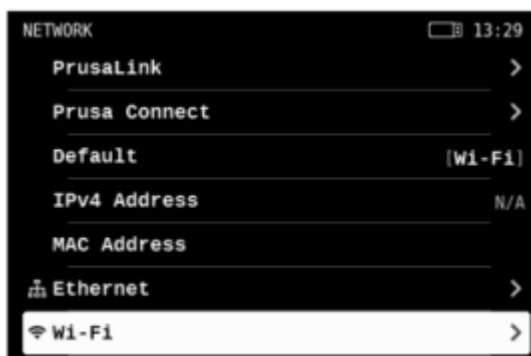 NETWORK 13:29
PrusaLink >
Prusa Connect >
Default [Wi-Fi]
IPv4 Address N/A
MAC Address
Ethernet >
Wi-Fi >